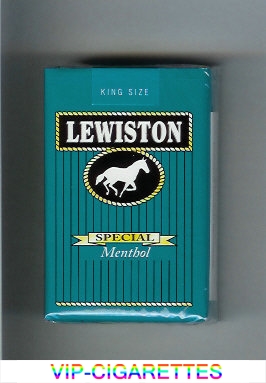 KING SIZE
LEWISTON
SPECIAL
Menthol
VIP-CIGARETTES